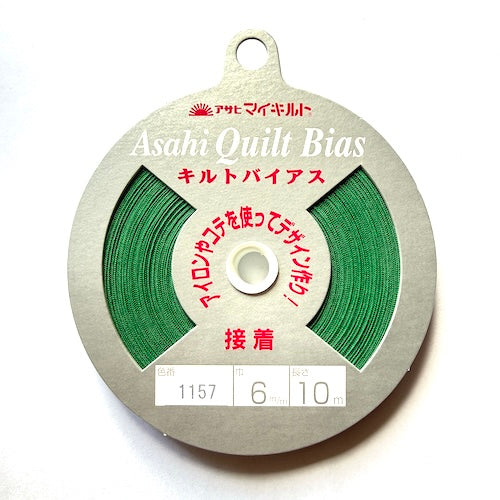 アサヒマイキルト®
Asahi Quilt Bias
キルトバイアス
アイロンやコテを使ってデザイン作り!
接着
色番 巾 長さ
1157 6m/m 10m